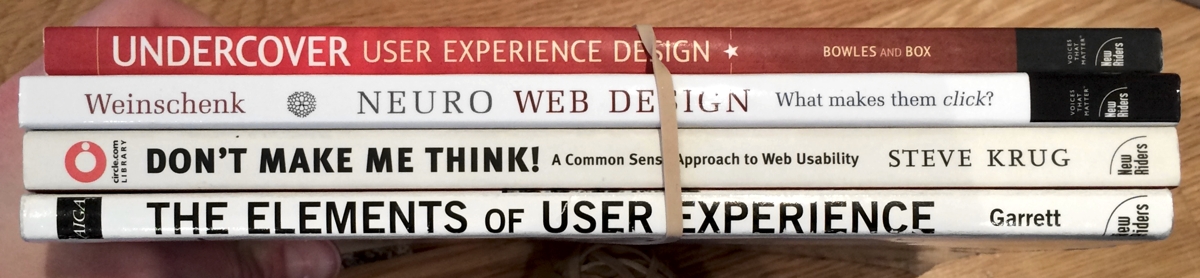 UNDERCOVER USER EXPERIENCE DESIGN BOWLES AND BOX VOICES THAT MATTER™ New Riders
Weinschenk NEURO WEB DESIGN What makes them click? VOICES THAT MATTER™ New Riders
circle.com LIBRARY DON'T MAKE ME THINK! A Common Sense Approach to Web Usability STEVE KRUG New Riders
AIGA THE ELEMENTS OF USER EXPERIENCE Garrett New Riders